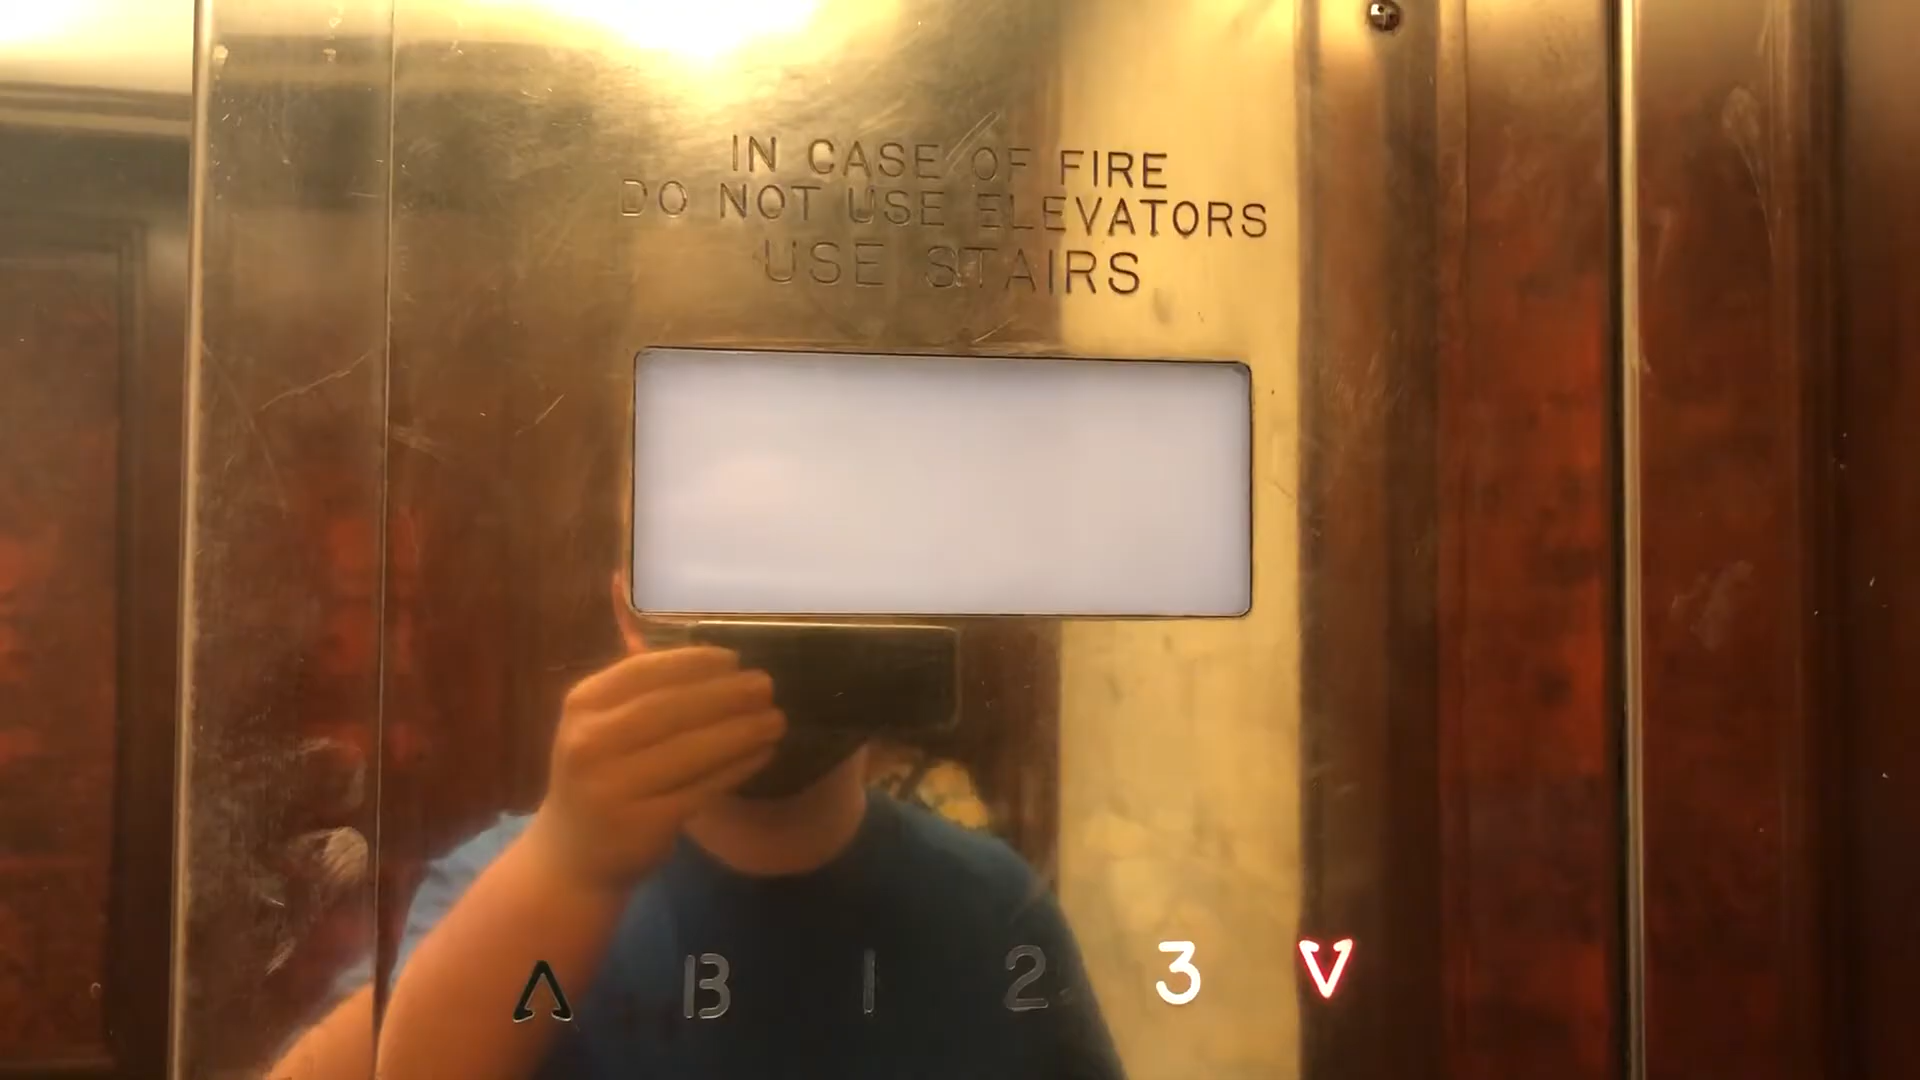 IN CASE OF FIRE
DO NOT USE ELEVATORS
USE STAIRS
B 1 2 3